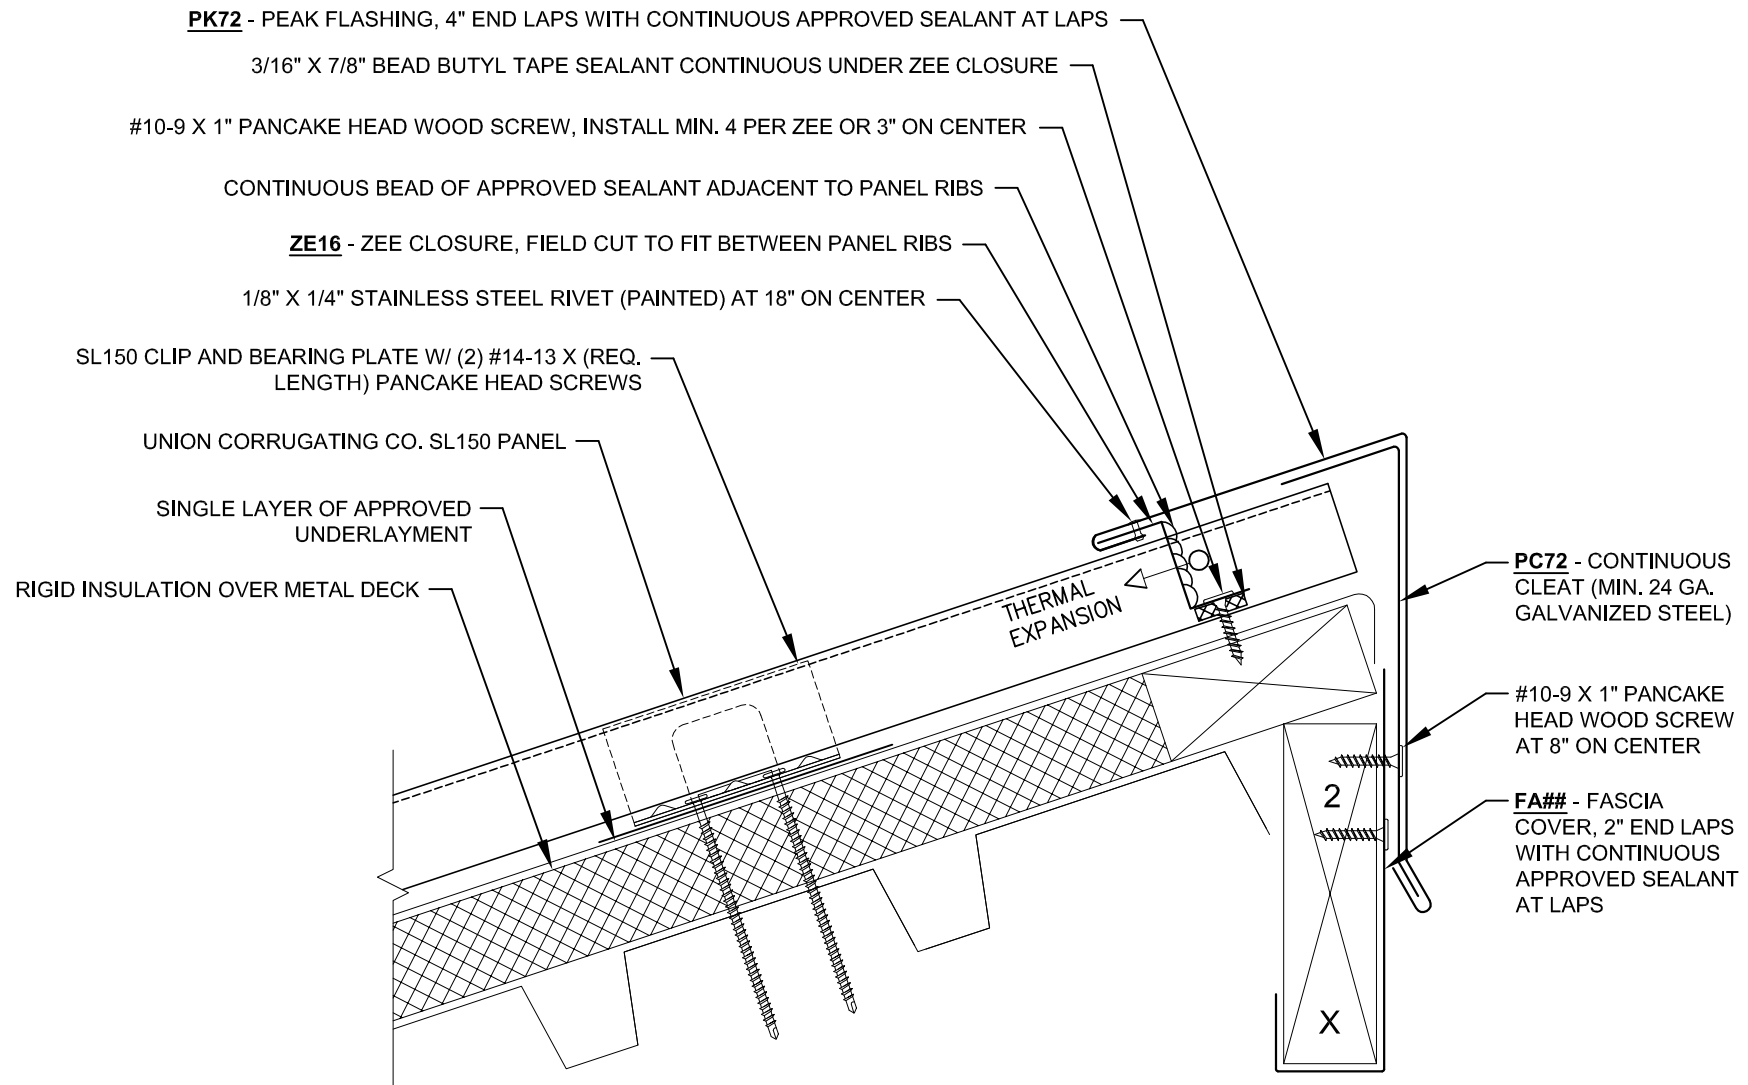 PK72 - PEAK FLASHING, 4" END LAPS WITH CONTINUOUS APPROVED SEALANT AT LAPS
3/16" X 7/8" BEAD BUTYL TAPE SEALANT CONTINUOUS UNDER ZEE CLOSURE
#10-9 X 1" PANCAKE HEAD WOOD SCREW, INSTALL MIN. 4 PER ZEE OR 3" ON CENTER
CONTINUOUS BEAD OF APPROVED SEALANT ADJACENT TO PANEL RIBS
ZE16 - ZEE CLOSURE, FIELD CUT TO FIT BETWEEN PANEL RIBS
1/8" X 1/4" STAINLESS STEEL RIVET (PAINTED) AT 18" ON CENTER
SL150 CLIP AND BEARING PLATE W/ (2) #14-13 X (REQ.
LENGTH) PANCAKE HEAD SCREWS
UNION CORRUGATING CO. SL150 PANEL
SINGLE LAYER OF APPROVED
UNDERLAYMENT
RIGID INSULATION OVER METAL DECK
THERMAL
EXPANSION
PC72 - CONTINUOUS
CLEAT (MIN. 24 GA.
GALVANIZED STEEL)
#10-9 X 1" PANCAKE
HEAD WOOD SCREW
AT 8" ON CENTER
FA## - FASCIA
COVER, 2" END LAPS
WITH CONTINUOUS
APPROVED SEALANT
AT LAPS
2
X